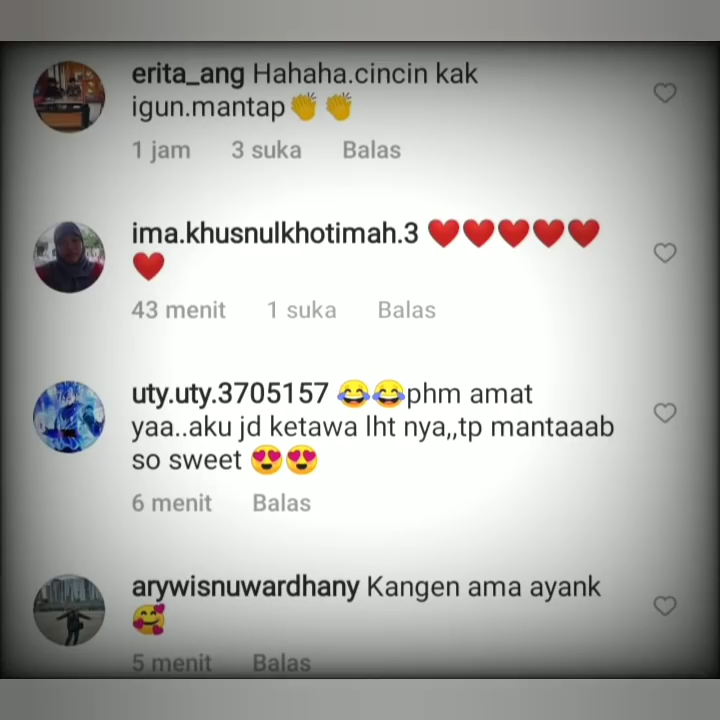 erita_ang Hahaha.cincin kak
igun.mantap👏👏
1 jam 3 suka Balas
ima.khusnulkhotimah.3 ❤️❤️❤️❤️❤️
❤️
43 menit 1 suka Balas
uty.uty.3705157 😂😂phm amat
yaa..aku jd ketawa lht nya,,tp mantaaab
so sweet 😍😍
6 menit Balas
arywisnuwardhany Kangen ama ayank
🥰
5 menit Balas